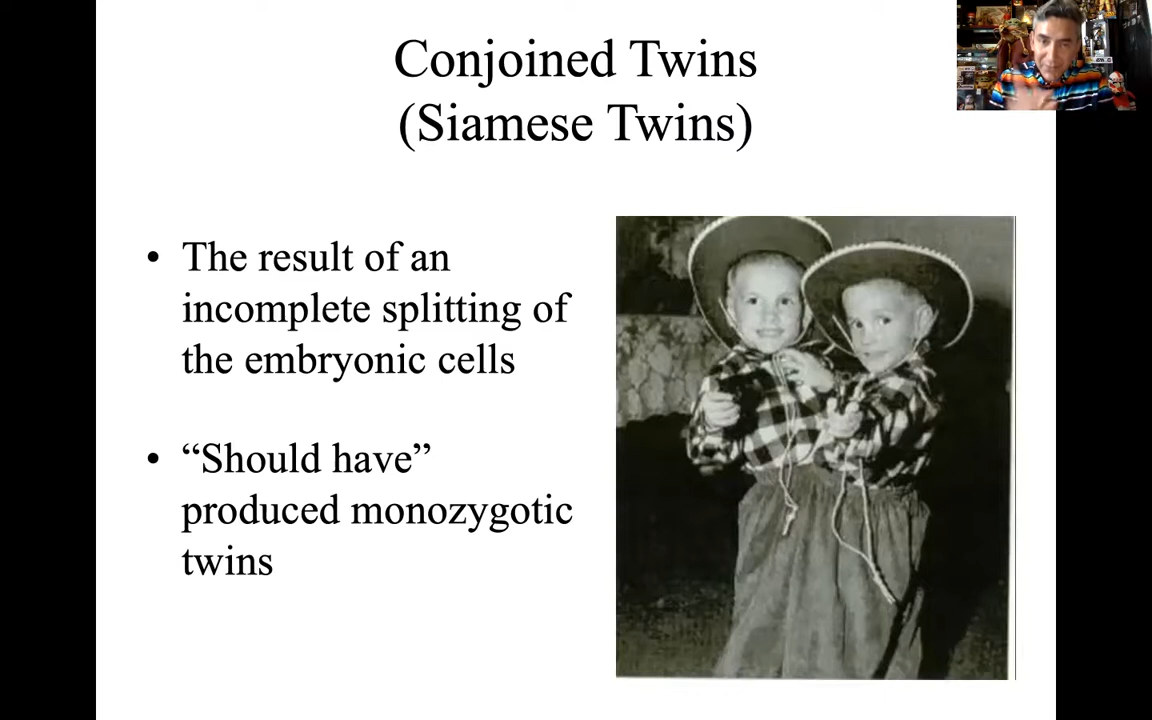 Conjoined Twins
(Siamese Twins)
• The result of an
incomplete splitting of
the embryonic cells
• “Should have”
produced monozygotic
twins